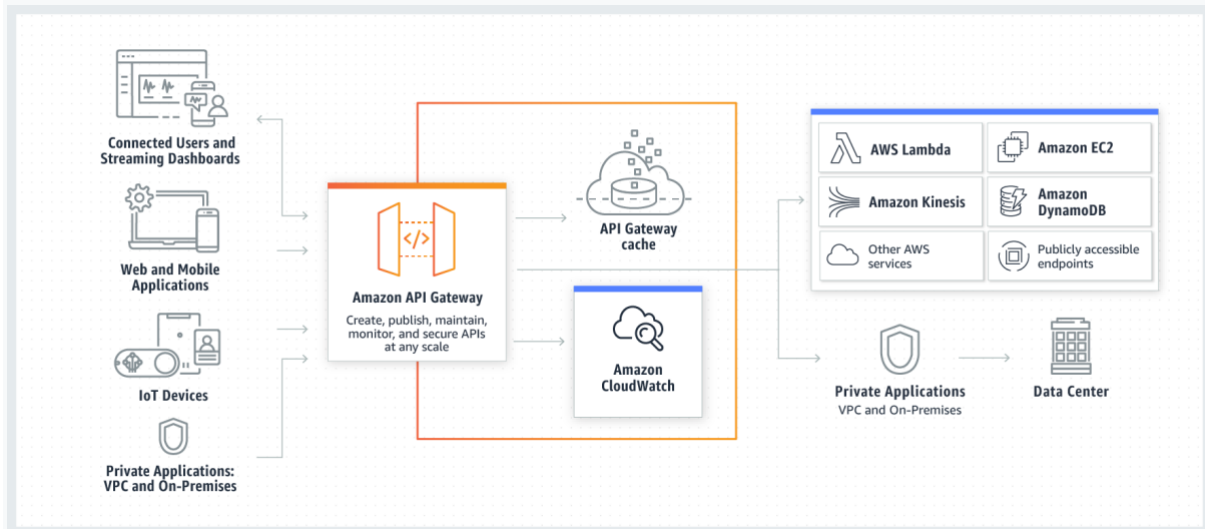 Connected Users and
Streaming Dashboards
Web and Mobile
Applications
IoT Devices
Private Applications:
VPC and On-Premises
</>
Amazon API Gateway
Create, publish, maintain,
monitor, and secure APIs
at any scale
API Gateway
cache
Amazon
CloudWatch
AWS Lambda
Amazon EC2
Amazon Kinesis
Amazon
DynamoDB
Other AWS
services
Publicly accessible
endpoints
Private Applications
VPC and On-Premises
Data Center